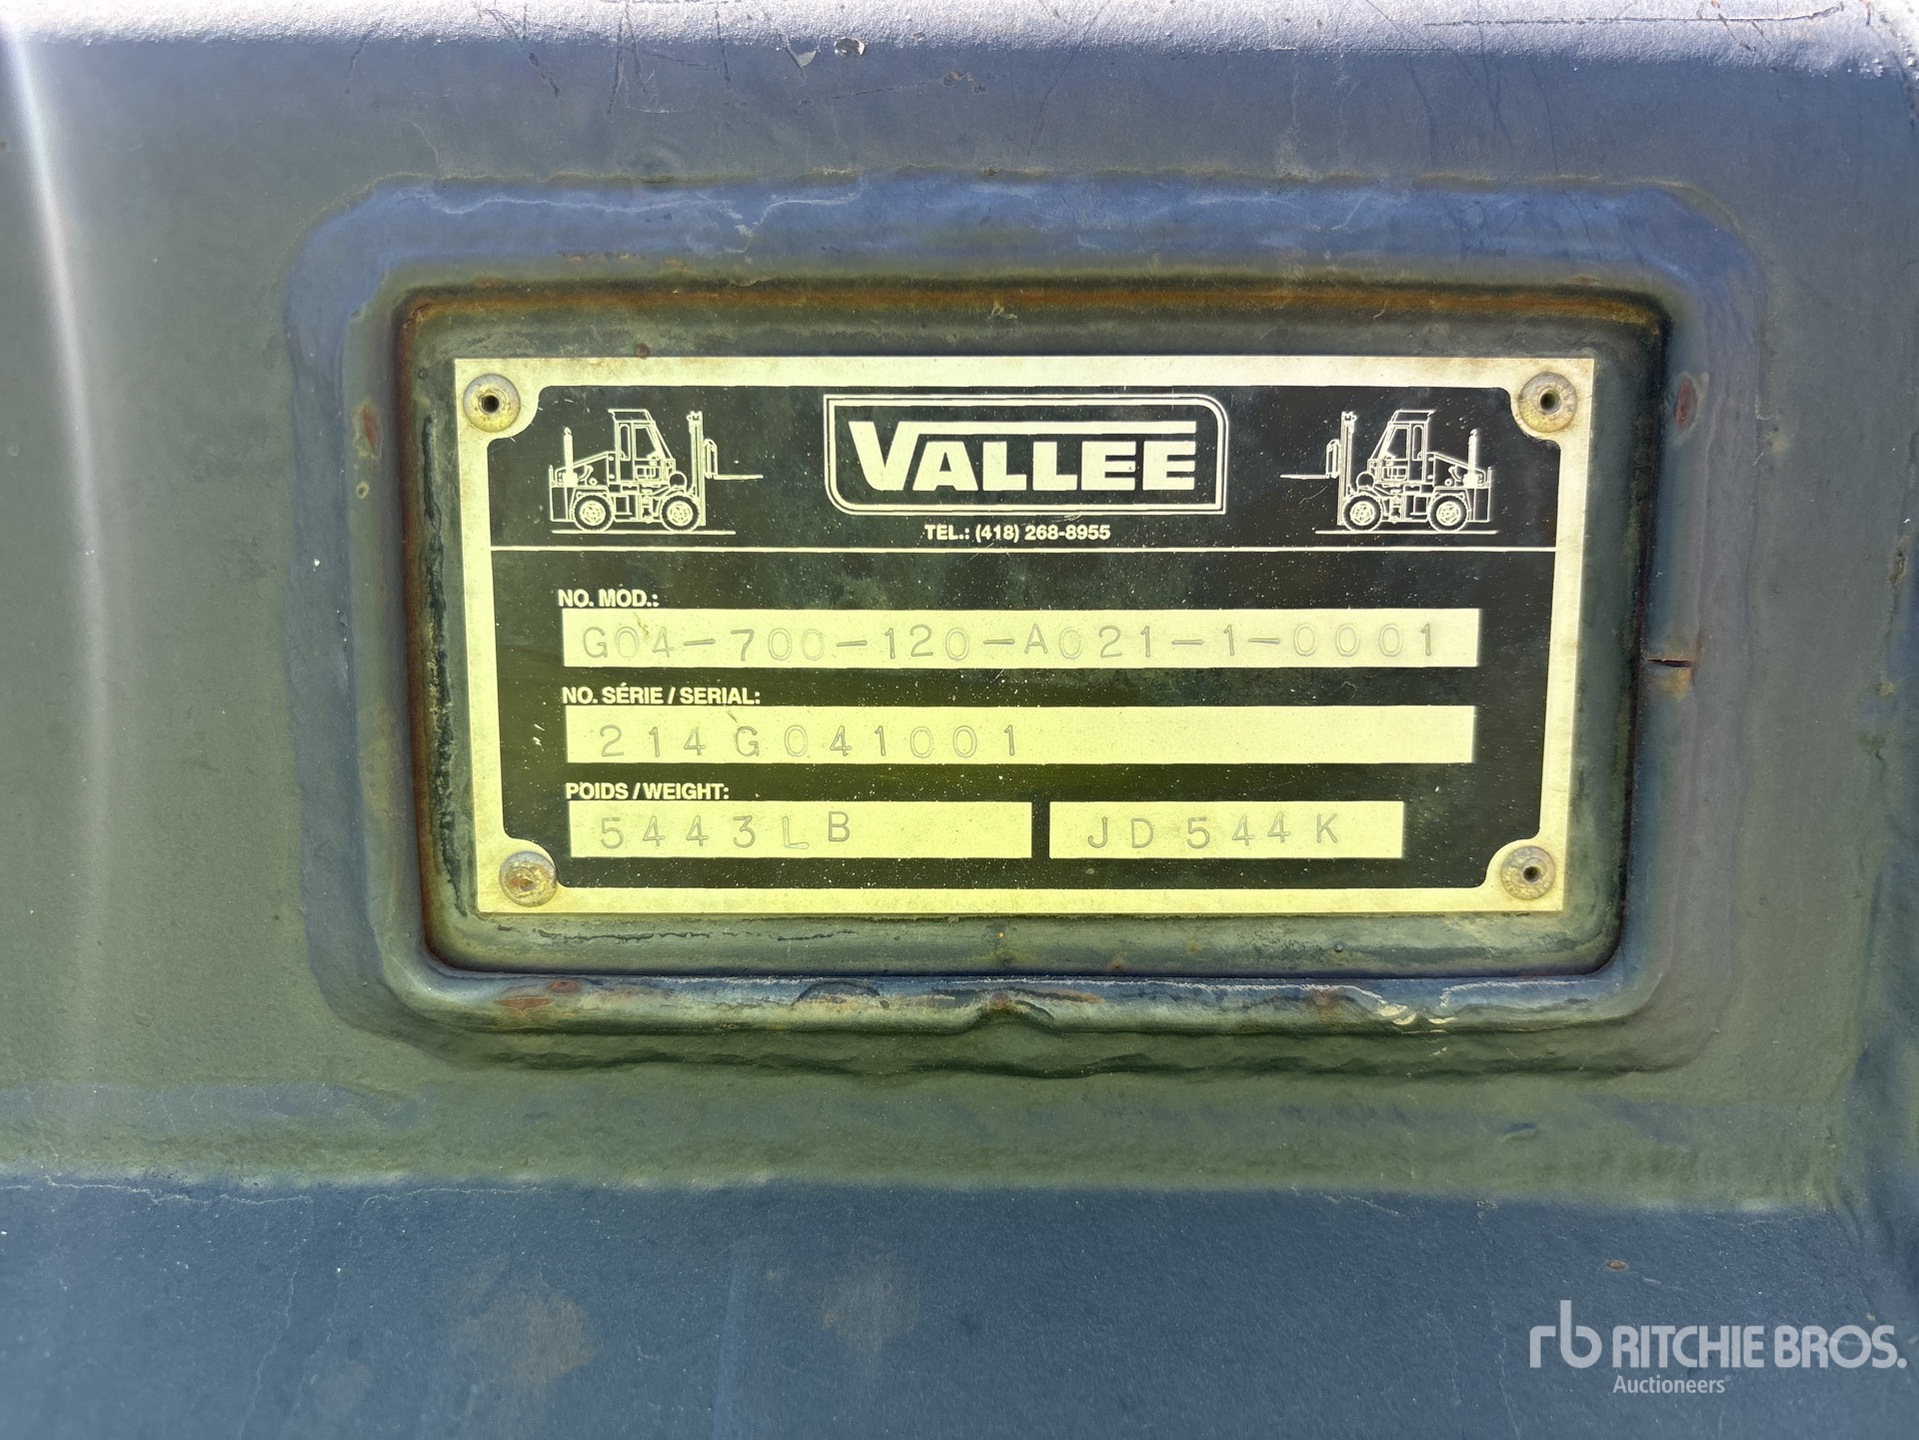 VALLEE
TEL.: (418) 268-8955
NO. MOD.:
G04-700-120-A021-1-0001
NO. SÉRIE / SERIAL:
214G041001
POIDS / WEIGHT:
5443LB JD544K
rb RITCHIE BROS.
Auctioneers